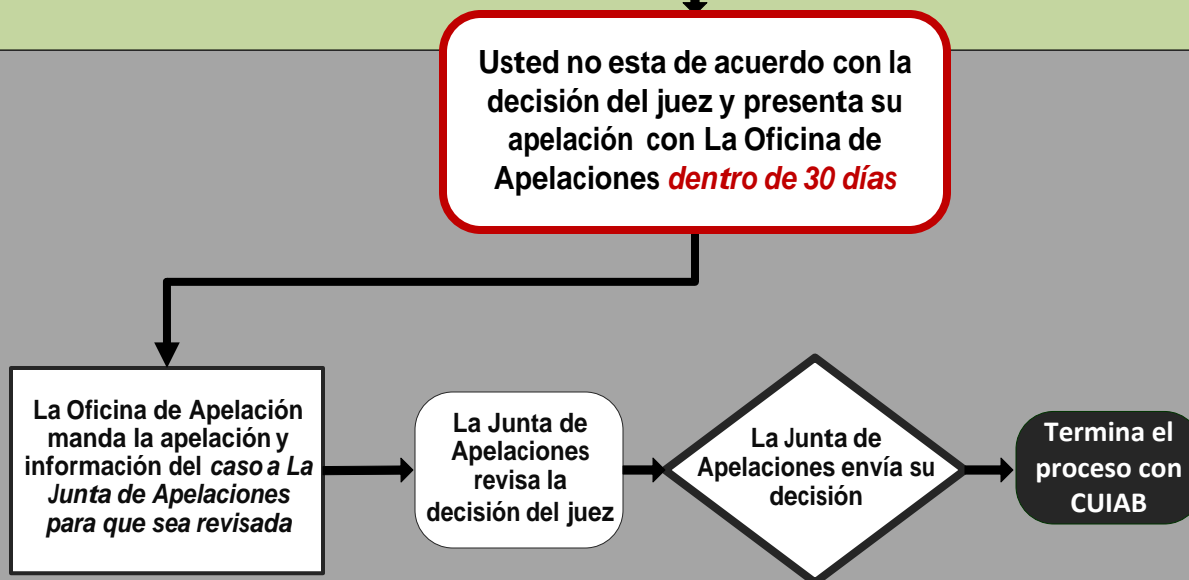 Usted no esta de acuerdo con la
decisión del juez y presenta su
apelación con La Oficina de
Apelaciones dentro de 30 días
La Oficina de Apelación
manda la apelación y
información del caso a La
Junta de Apelaciones
para que sea revisada
La Junta de
Apelaciones
revisa la
decisión del juez
La Junta de
Apelaciones envía su
decisión
Termina el
proceso con
CUIAB